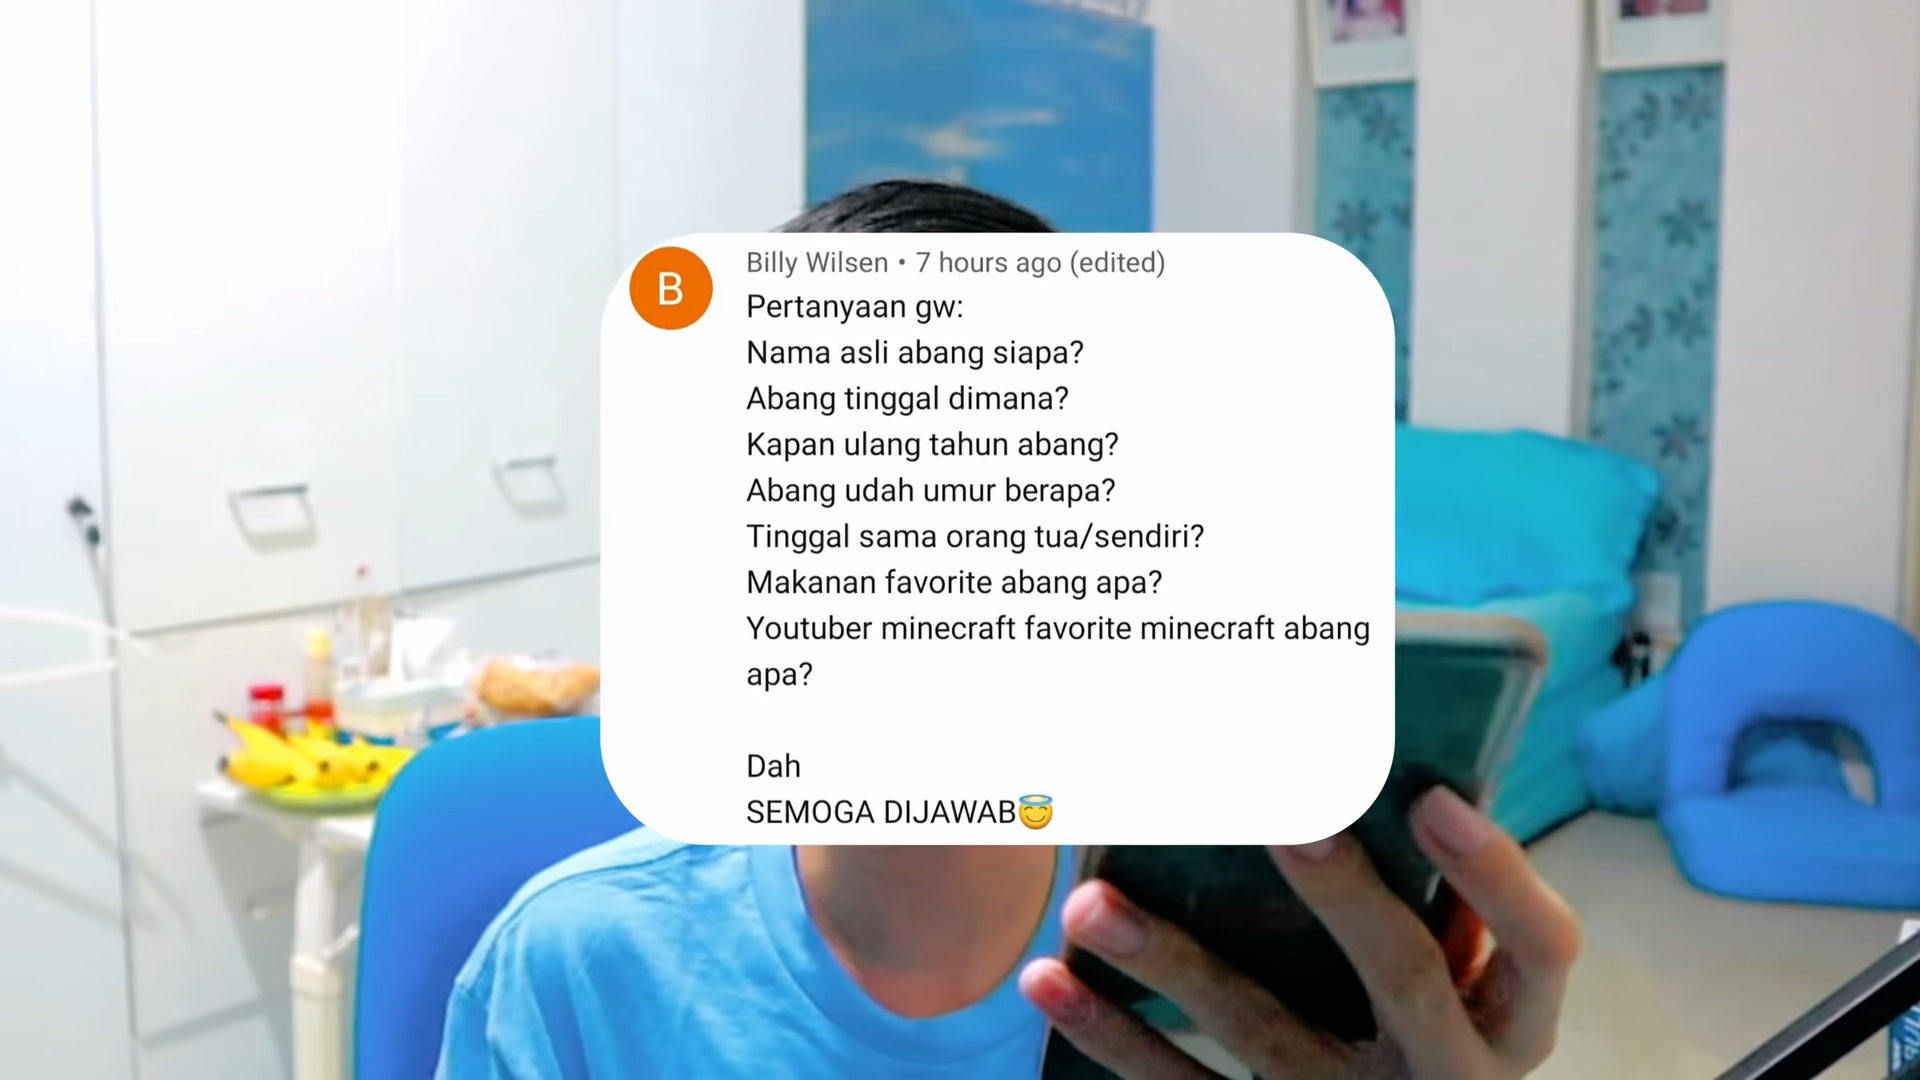 B
Billy Wilsen • 7 hours ago (edited)
Pertanyaan gw:
Nama asli abang siapa?
Abang tinggal dimana?
Kapan ulang tahun abang?
Abang udah umur berapa?
Tinggal sama orang tua/sendiri?
Makanan favorite abang apa?
Youtuber minecraft favorite minecraft abang
apa?
Dah
SEMOGA DIJAWAB😇